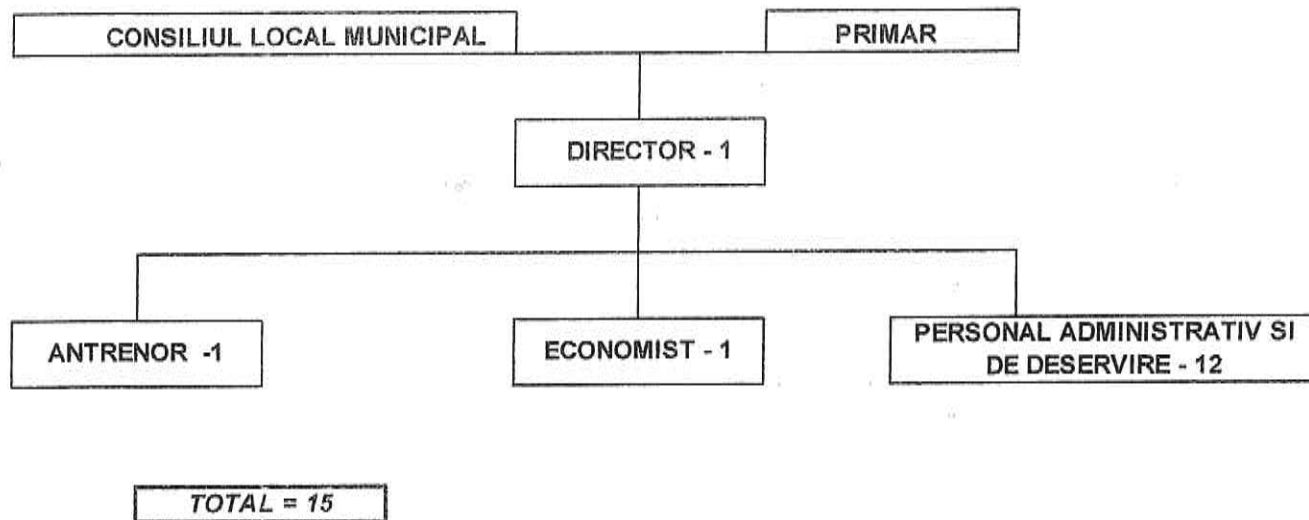 CONSILIUL LOCAL MUNICIPAL
PRIMAR
DIRECTOR - 1
ANTRENOR -1
ECONOMIST - 1
PERSONAL ADMINISTRATIV SI
DE DESERVIRE - 12
TOTAL = 15